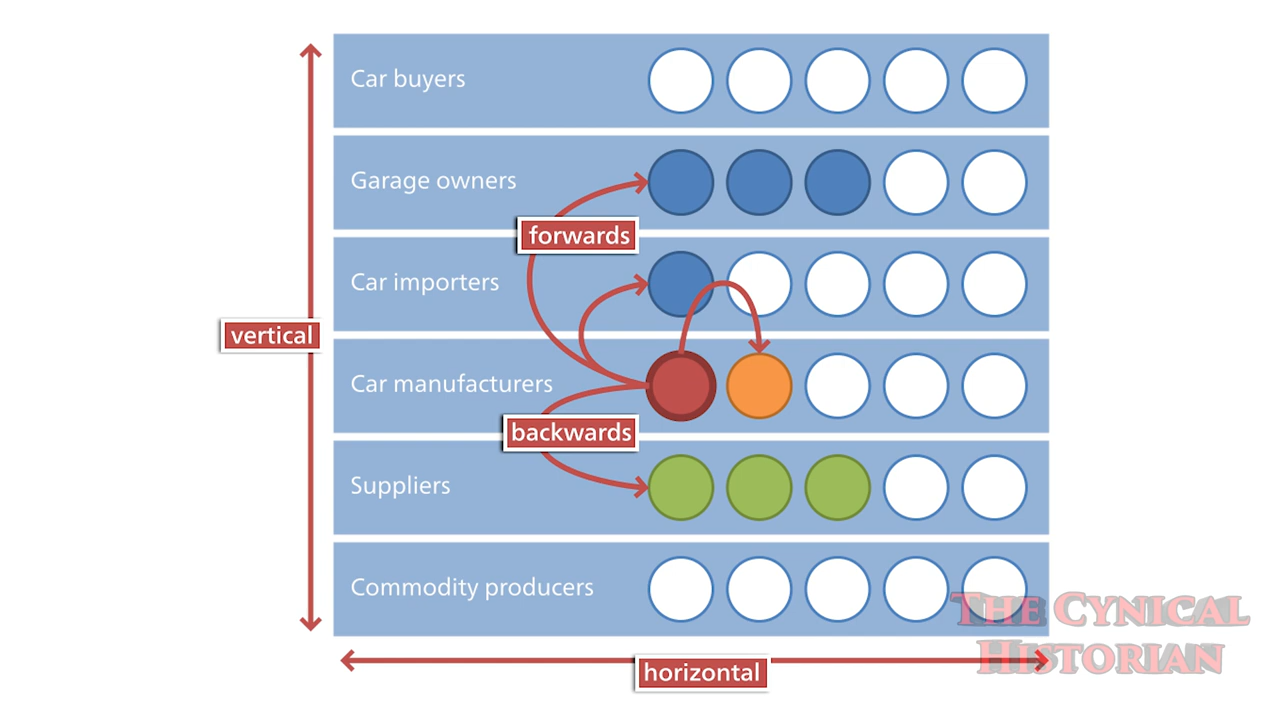 Car buyers
Garage owners
forwards
Car importers
vertical
Car manufacturers
backwards
Suppliers
Commodity producers
THE CYNICAL
HISTORIAN
horizontal